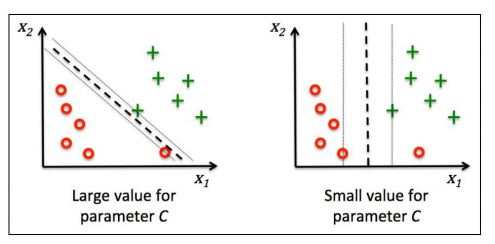 x2
x1
Large value for
parameter C
x2
x1
Small value for
parameter C